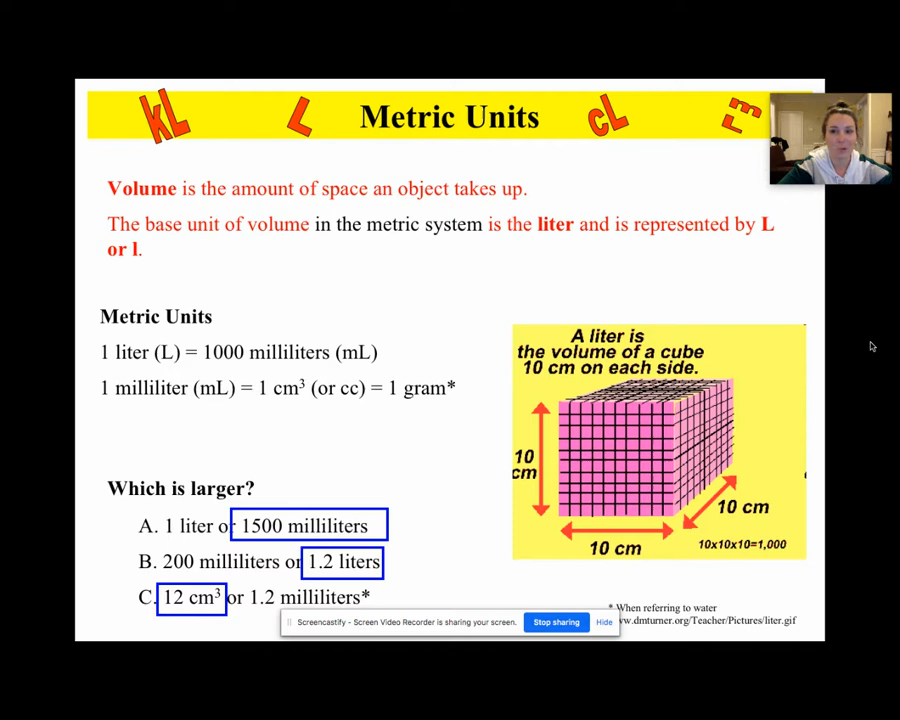 kL L Metric Units cL
Volume is the amount of space an object takes up.
The base unit of volume in the metric system is the liter and is represented by L
or l.
Metric Units
1 liter (L) = 1000 milliliters (mL)
1 milliliter (mL) = 1 cm³ (or cc) = 1 gram*
Which is larger?
A. 1 liter or 1500 milliliters
B. 200 milliliters or 1.2 liters
C. 12 cm³ or 1.2 milliliters*
A liter is
the volume of a cube
10 cm on each side.
10
cm
10 cm
10 cm
10x10x10=1,000
* When referring to water
ww.dmturner.org/Teacher/Pictures/liter.gif
Screencastify - Screen Video Recorder is sharing your screen. Stop sharing Hide